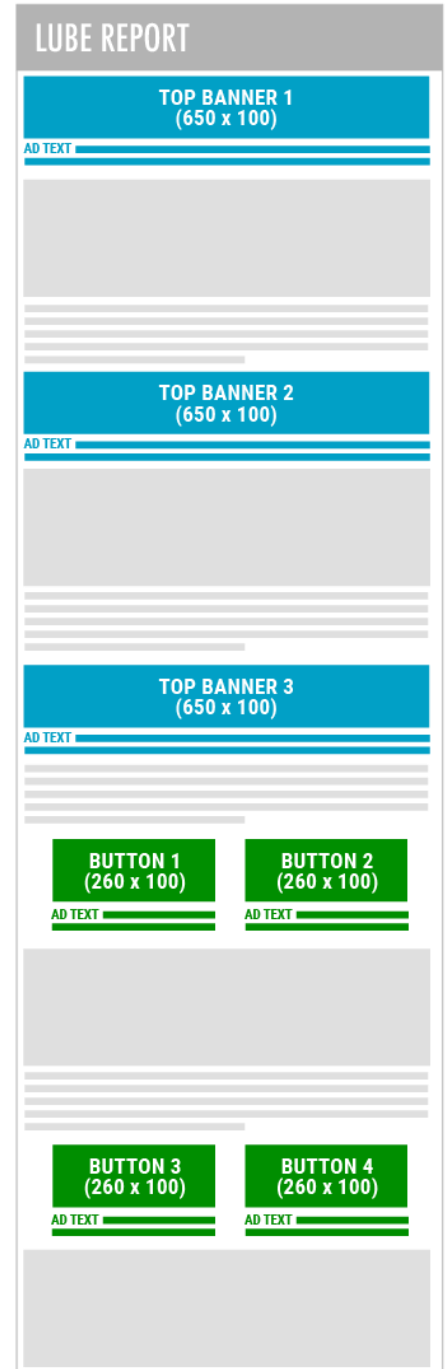 LUBE REPORT
TOP BANNER 1
(650 x 100)
AD TEXT
TOP BANNER 2
(650 x 100)
AD TEXT
TOP BANNER 3
(650 x 100)
AD TEXT
BUTTON 1
(260 x 100)
AD TEXT
BUTTON 2
(260 x 100)
AD TEXT
BUTTON 3
(260 x 100)
AD TEXT
BUTTON 4
(260 x 100)
AD TEXT